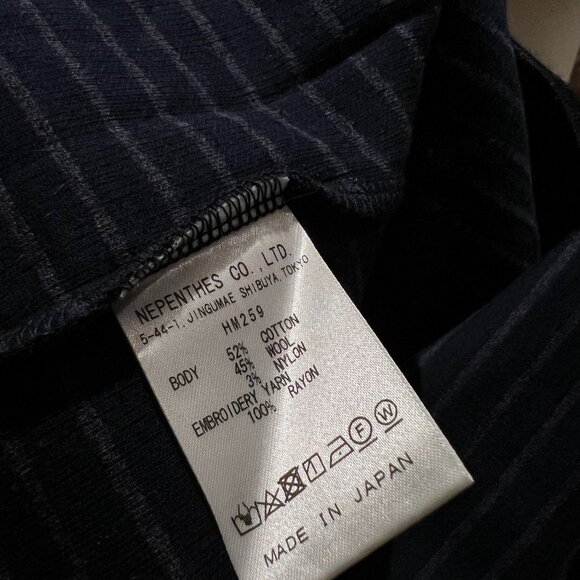 NEPENTHES CO.,LTD.
5-44-1, JINGUMAE SHIBUYA TOKYO
HM259
BODY 52% COTTON
45% WOOL
3% NYLON
EMBROIDERY YARN
100% RAYON
F W
MADE IN JAPAN